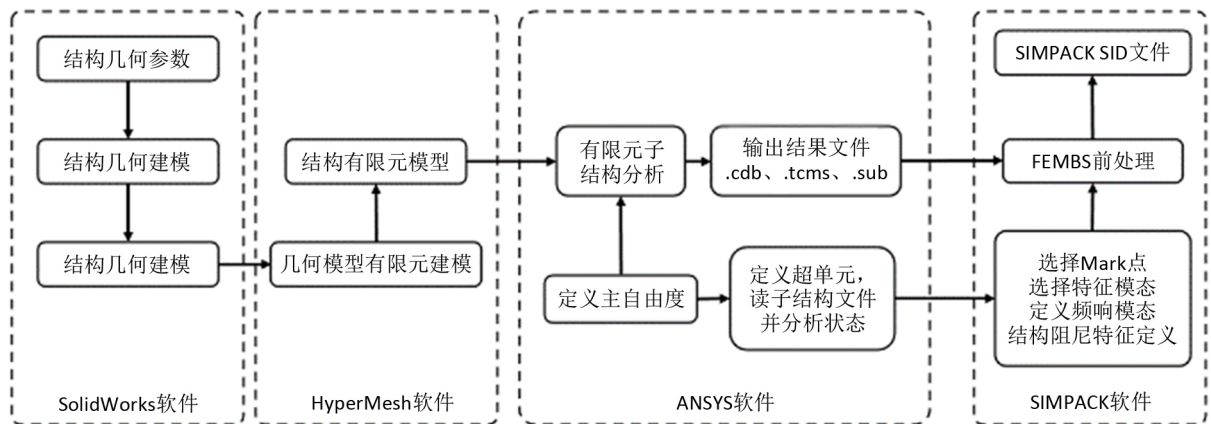 结构几何参数
结构几何建模
结构几何建模
SolidWorks软件
结构有限元模型
几何模型有限元建模
HyperMesh软件
有限元子
结构分析
输出结果文件
.cdb、.tcms、.sub
定义主自由度
定义超单元，
读子结构文件
并分析状态
ANSYS软件
SIMPACK SID文件
FEMBS前处理
选择Mark点
选择特征模态
定义频响模态
结构阻尼特征定义
SIMPACK软件